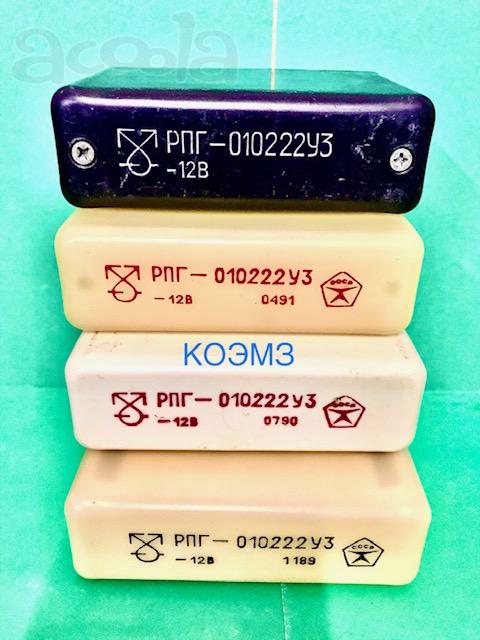 acoola
РПГ-010222У3
-12В
РПГ-010222У3
-12В 0491
СССР
КОЭМЗ
РПГ-010222У3
-12В 0790
СССР
РПГ-010222У3
-12В 1189
СССР